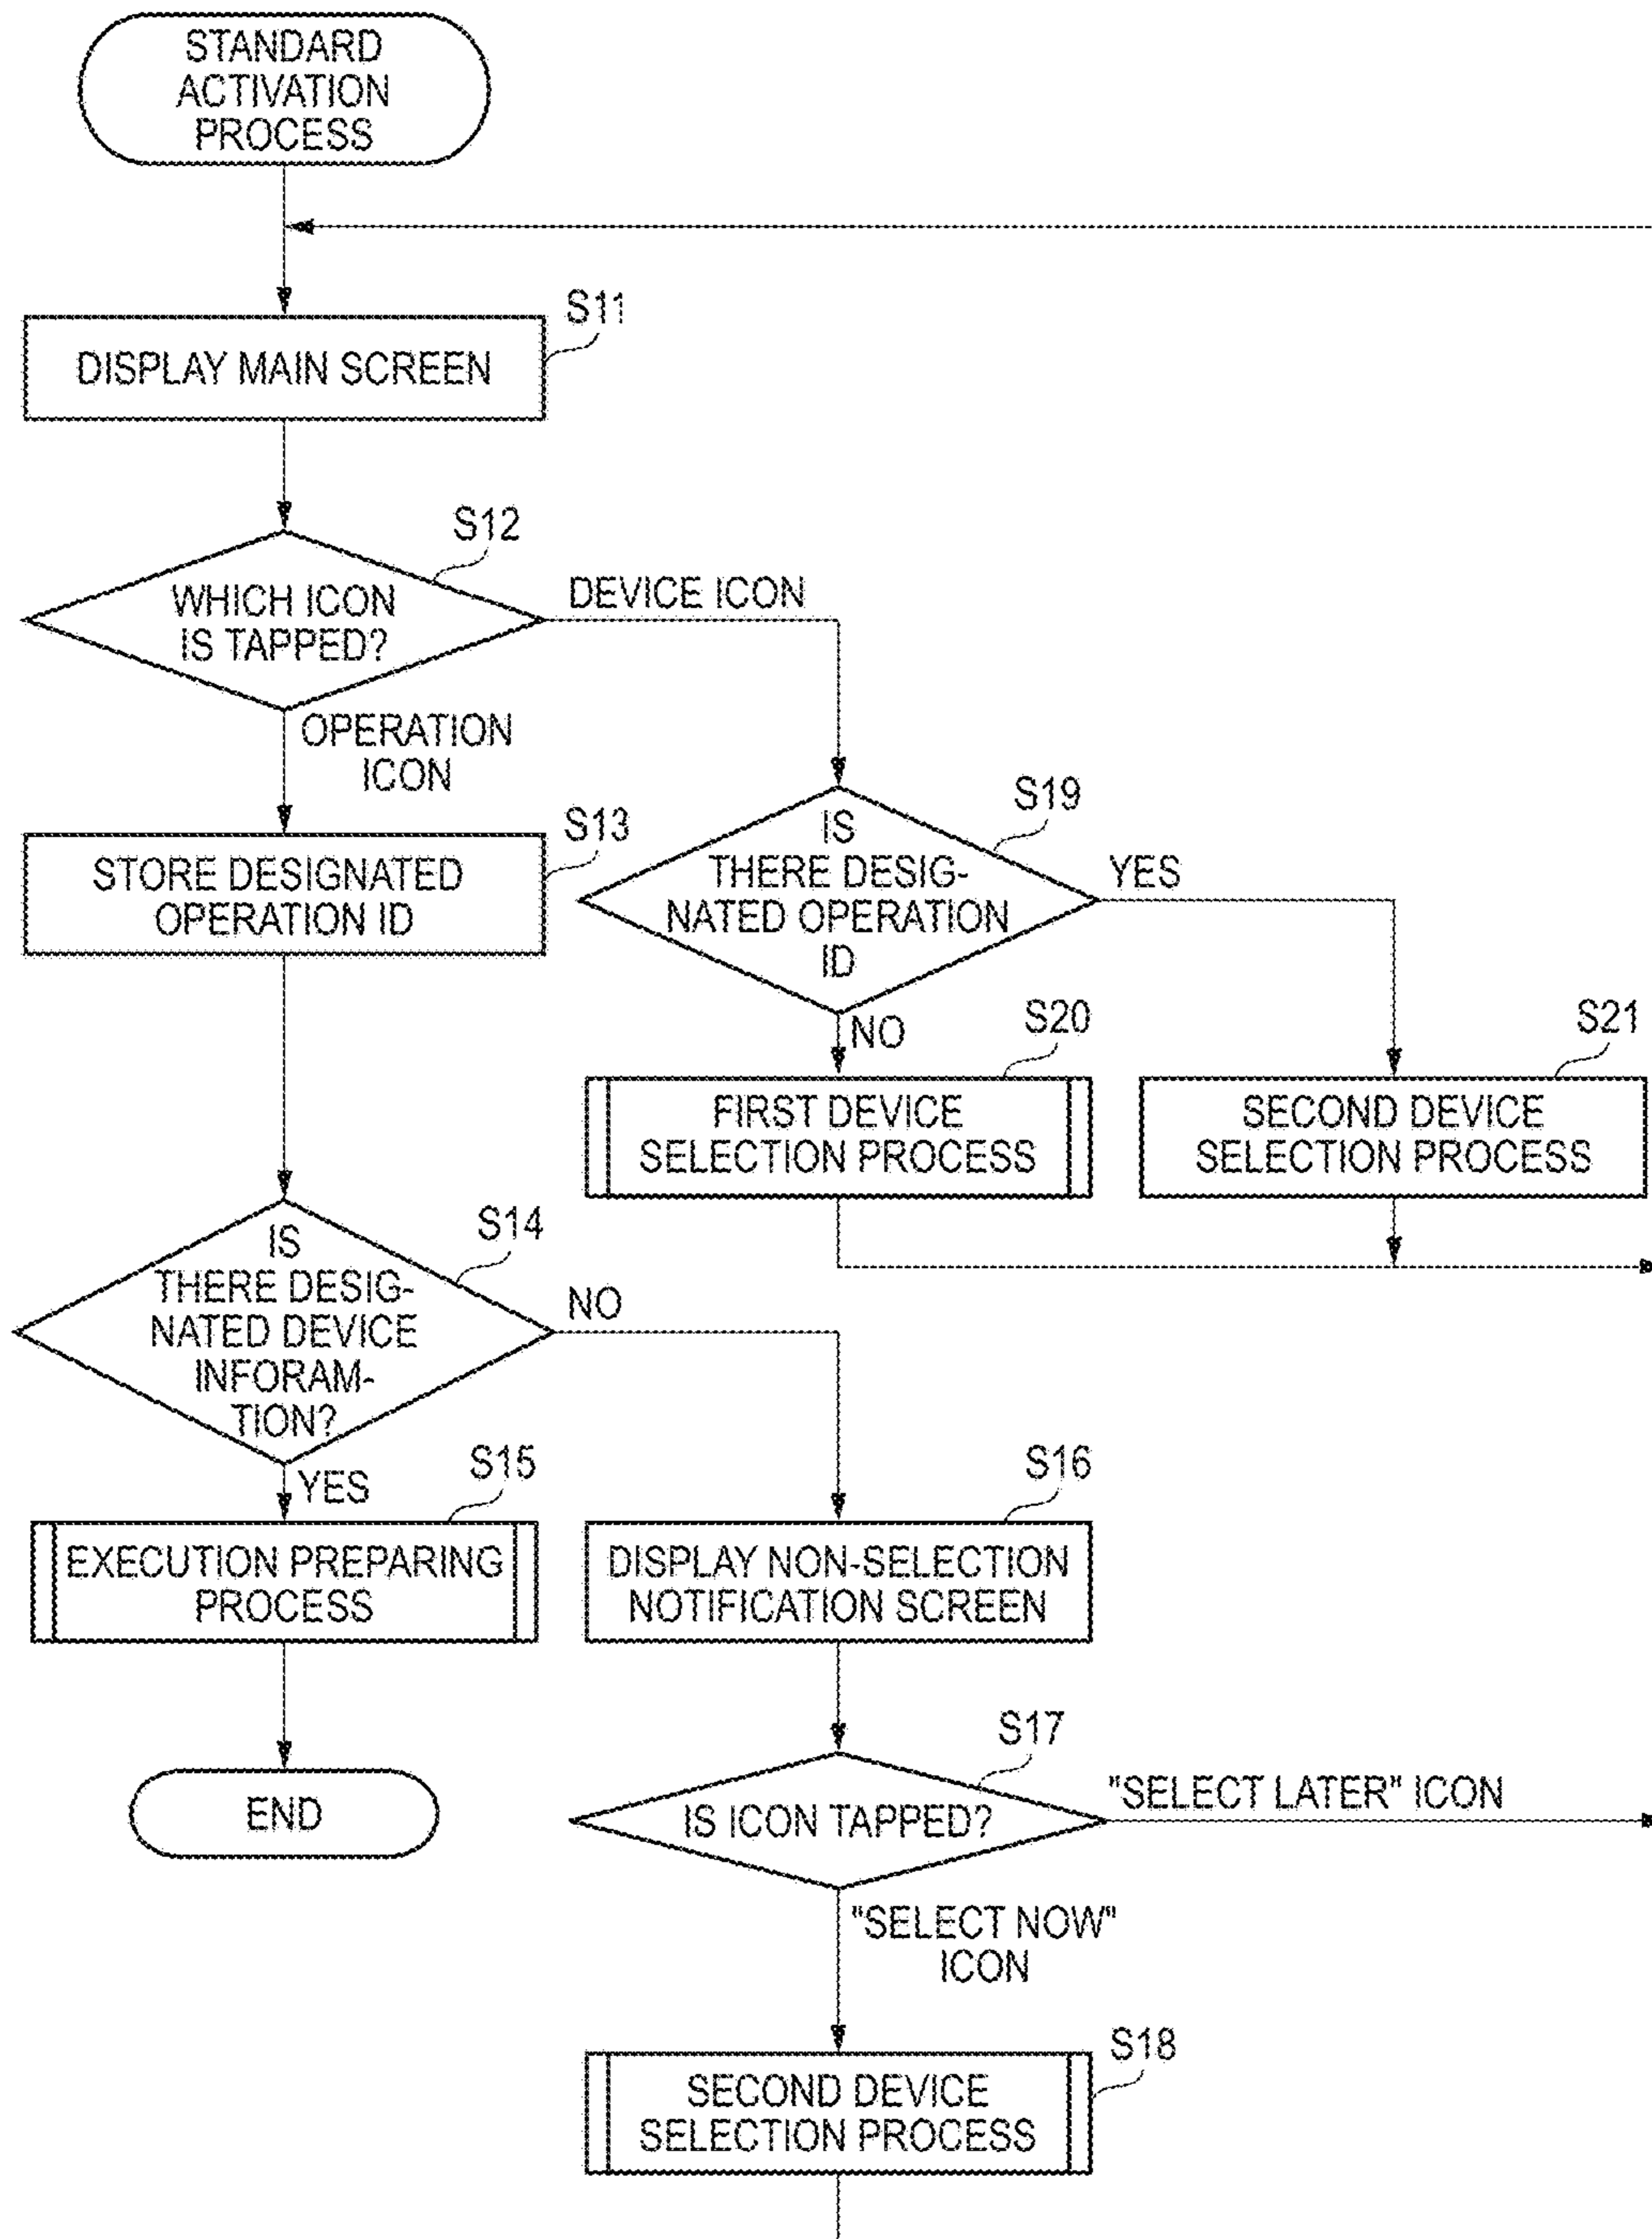 STANDARD
ACTIVATION
PROCESS
S11
DISPLAY MAIN SCREEN
S12
WHICH ICON
IS TAPPED?
DEVICE ICON
OPERATION
ICON
S13
STORE DESIGNATED
OPERATION ID
S19
IS
THERE DESIG-
NATED OPERATION
ID
YES
NO
S20
FIRST DEVICE
SELECTION PROCESS
S21
SECOND DEVICE
SELECTION PROCESS
S14
IS
THERE DESIG-
NATED DEVICE
INFORAM-
TION?
NO
YES
S15
EXECUTION PREPARING
PROCESS
END
S16
DISPLAY NON-SELECTION
NOTIFICATION SCREEN
S17
IS ICON TAPPED?
"SELECT LATER" ICON
"SELECT NOW"
ICON
S18
SECOND DEVICE
SELECTION PROCESS